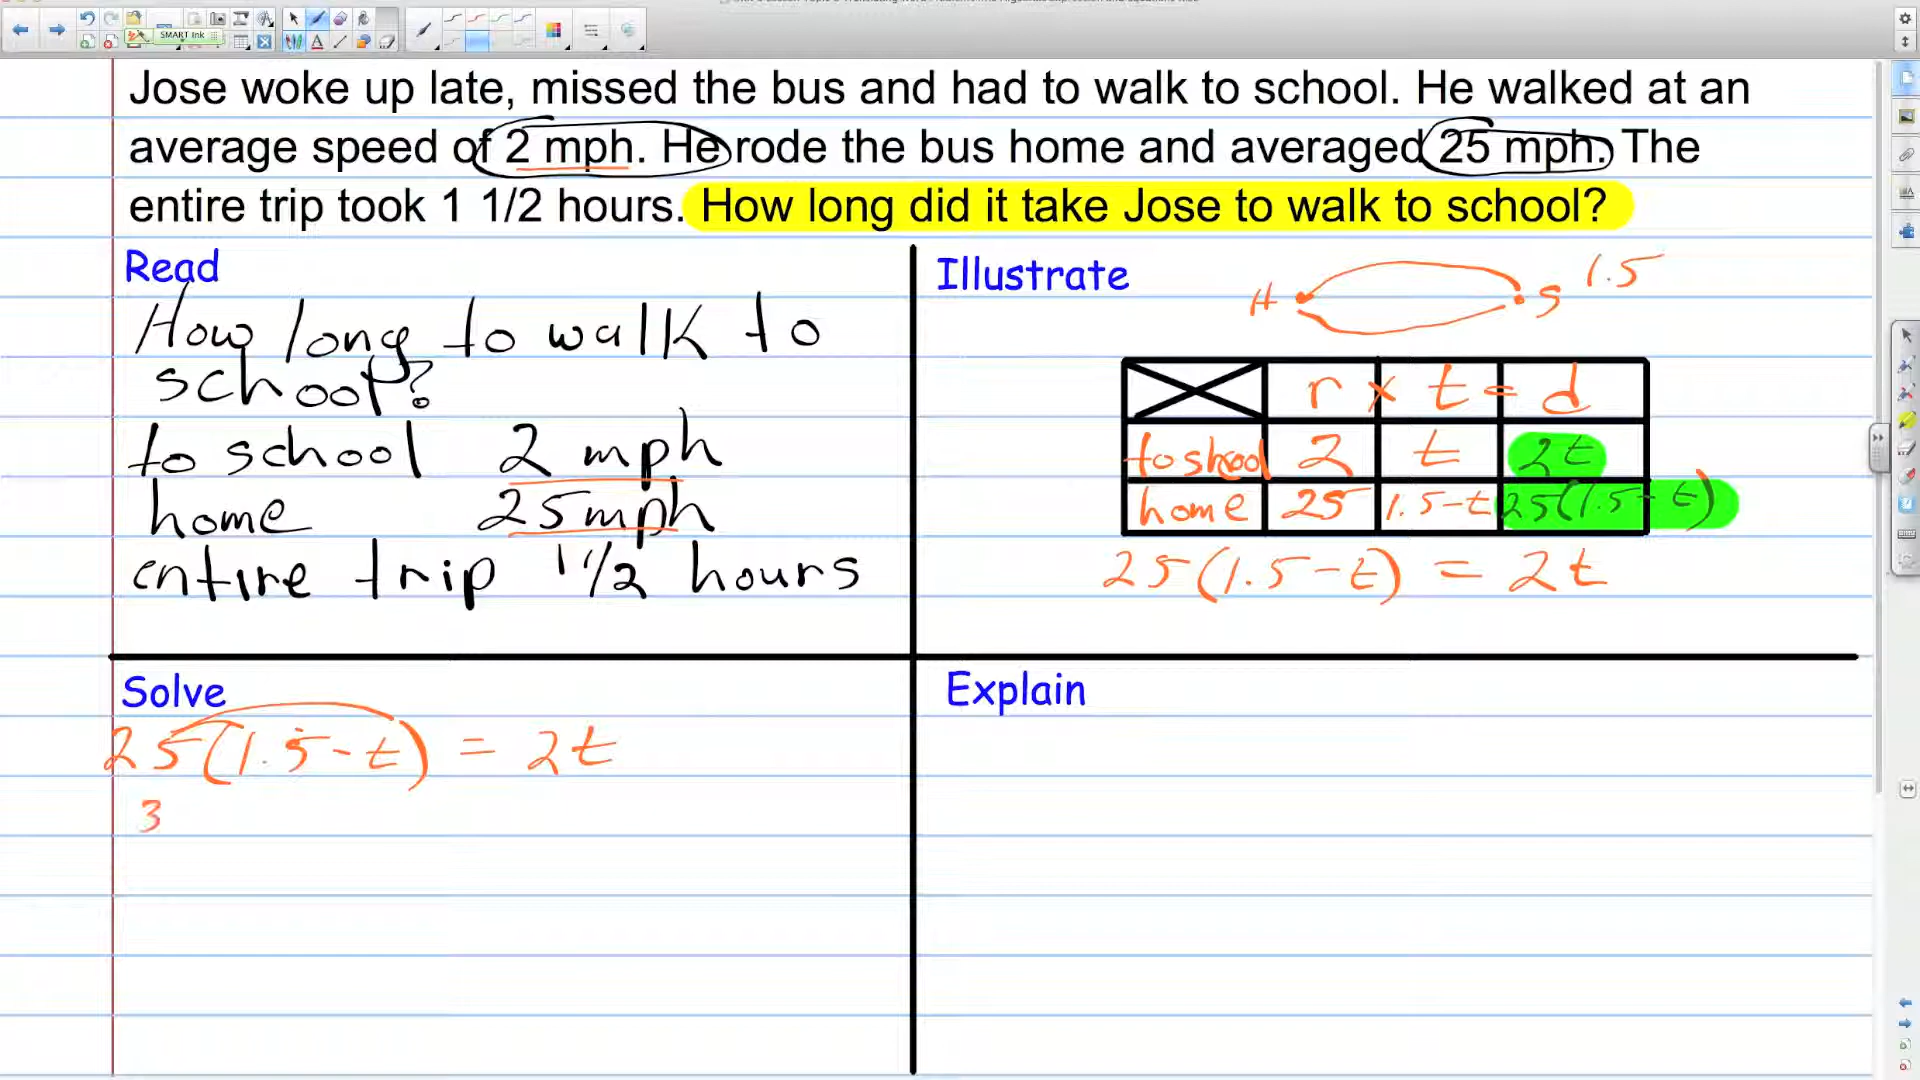 SMART Ink
Jose woke up late, missed the bus and had to walk to school. He walked at an
average speed of 2 mph. He rode the bus home and averaged 25 mph. The
entire trip took 1 1/2 hours. How long did it take Jose to walk to school?
Read
How long to walk to
school?
to school 2 mph
home 25mph
entire trip 1 1/2 hours
Illustrate
H S 1.5
r x t = d
to school 2 t 2t
home 25 1.5-t 25(1.5-t)
25(1.5-t) = 2t
Solve
25(1.5-t) = 2t
3
Explain